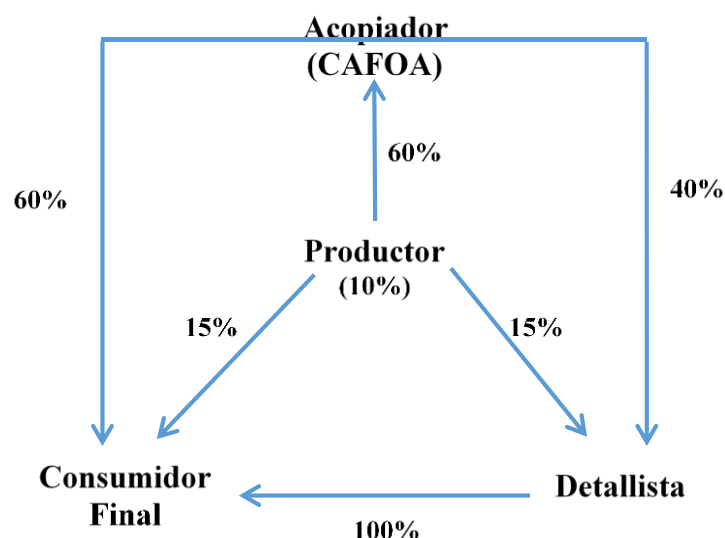 Acopiador
(CAFOA)
60%
60%
40%
Productor
(10%)
15%
15%
Consumidor
Final
Detallista
100%